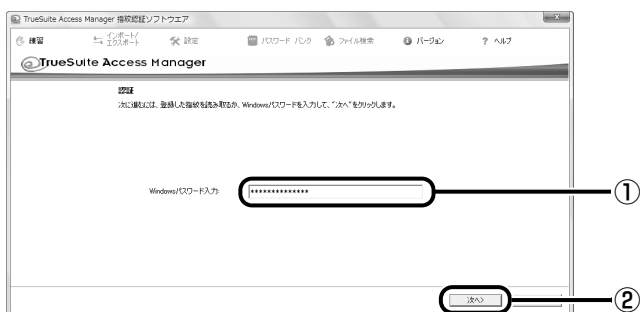 TrueSuite Access Manager 指紋認証ソフトウエア
練習 インポート/エクスポート 設定 パスワード バンク ファイル検索 バージョン ? ヘルプ
TrueSuite Access Manager
認証
次に進むには、登録した指紋を読み取るか、Windowsパスワードを入力して、"次へ"をクリックします。
Windowsパスワード入力: ************** ①
次へ> ②